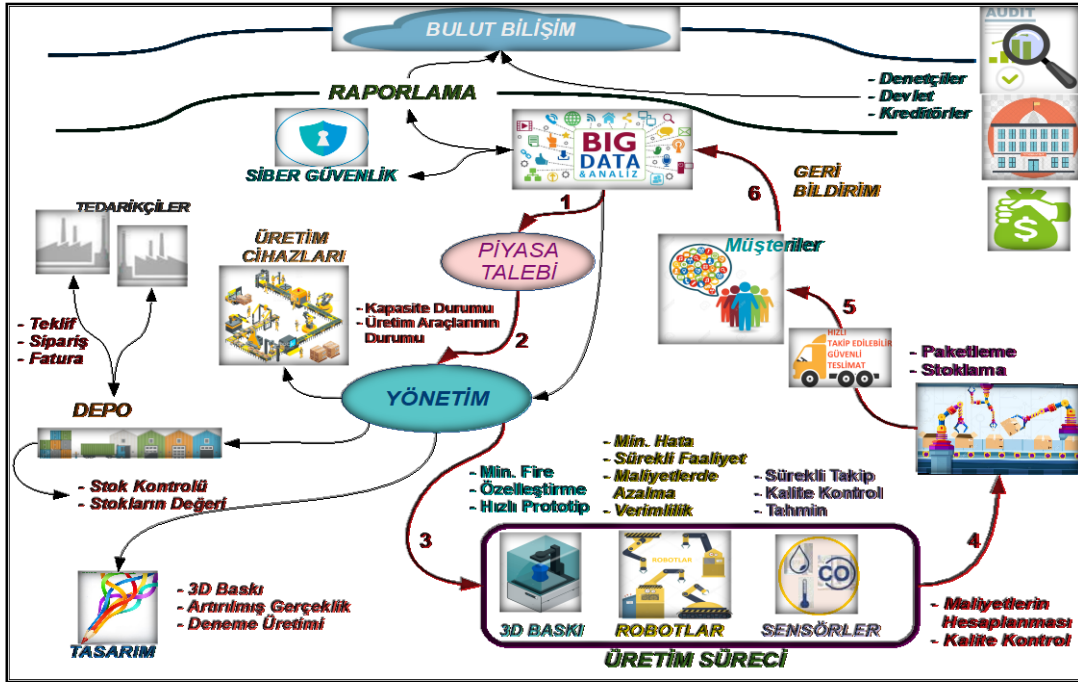 BULUT BİLİŞİM
AUDIT
RAPORLAMA
- Denetçiler
- Devlet
- Kreditörler
SİBER GÜVENLİK
BIG
DATA
& ANALİZ
GERİ
BİLDİRİM
6
1
TEDARİKÇİLER
ÜRETİM
CİHAZLARI
PİYASA
TALEBİ
Müşteriler
- Kapasite Durumu
- Üretim Araçlarının
Durumu
2
5
- Teklif
- Sipariş
- Fatura
HIZLI
TAKİP EDİLEBİLİR
GÜVENLİ
TESLİMAT
- Paketleme
- Stoklama
YÖNETİM
DEPO
- Stok Kontrolü
- Stokların Değeri
- Min. Fire
- Özelleştirme
- Hızlı Prototip
- Min. Hata
- Sürekli Faaliyet
- Maliyetlerde
Azalma
- Verimlilik
- Sürekli Takip
- Kalite Kontrol
- Tahmin
3
4
ROBOTLAR
CO
- 3D Baskı
- Artırılmış Gerçeklik
- Deneme Üretimi
TASARIM
3D BASKI
ROBOTLAR
SENSÖRLER
- Maliyetlerin
Hesaplanması
- Kalite Kontrol
ÜRETİM SÜRECİ